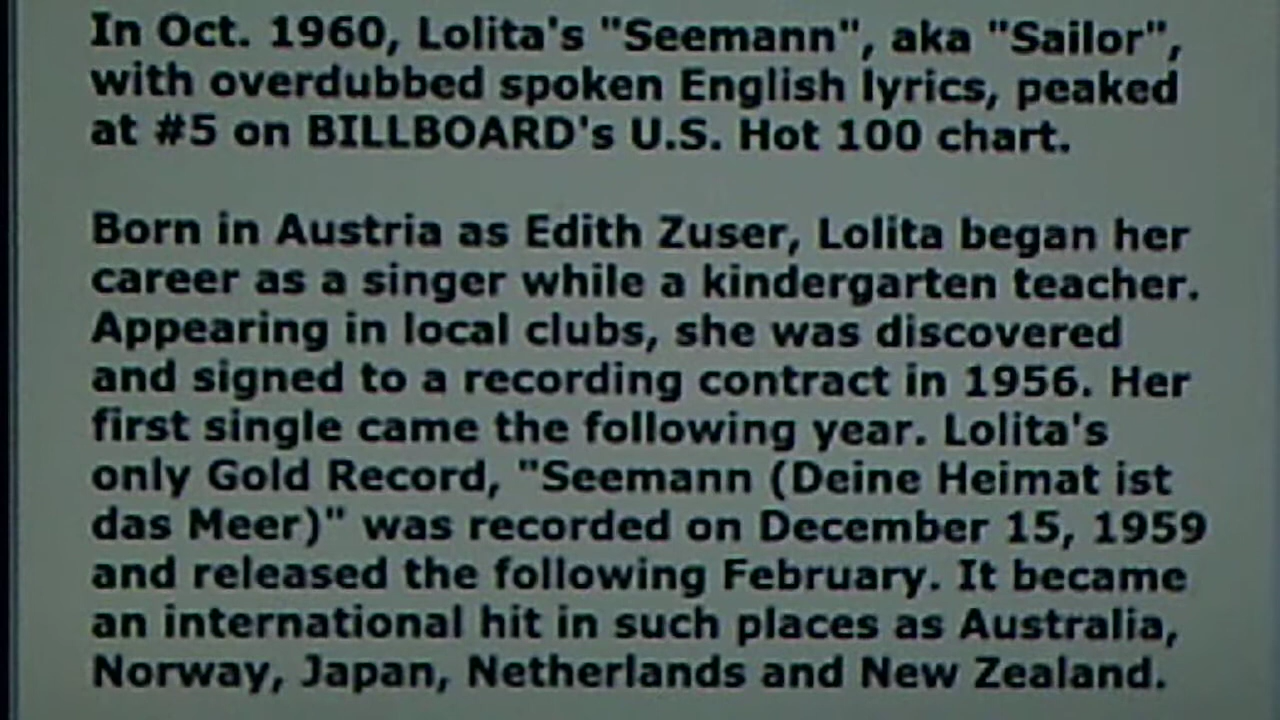 In Oct. 1960, Lolita's "Seemann", aka "Sailor",
with overdubbed spoken English lyrics, peaked
at #5 on BILLBOARD's U.S. Hot 100 chart.
Born in Austria as Edith Zuser, Lolita began her
career as a singer while a kindergarten teacher.
Appearing in local clubs, she was discovered
and signed to a recording contract in 1956. Her
first single came the following year. Lolita's
only Gold Record, "Seemann (Deine Heimat ist
das Meer)" was recorded on December 15, 1959
and released the following February. It became
an international hit in such places as Australia,
Norway, Japan, Netherlands and New Zealand.